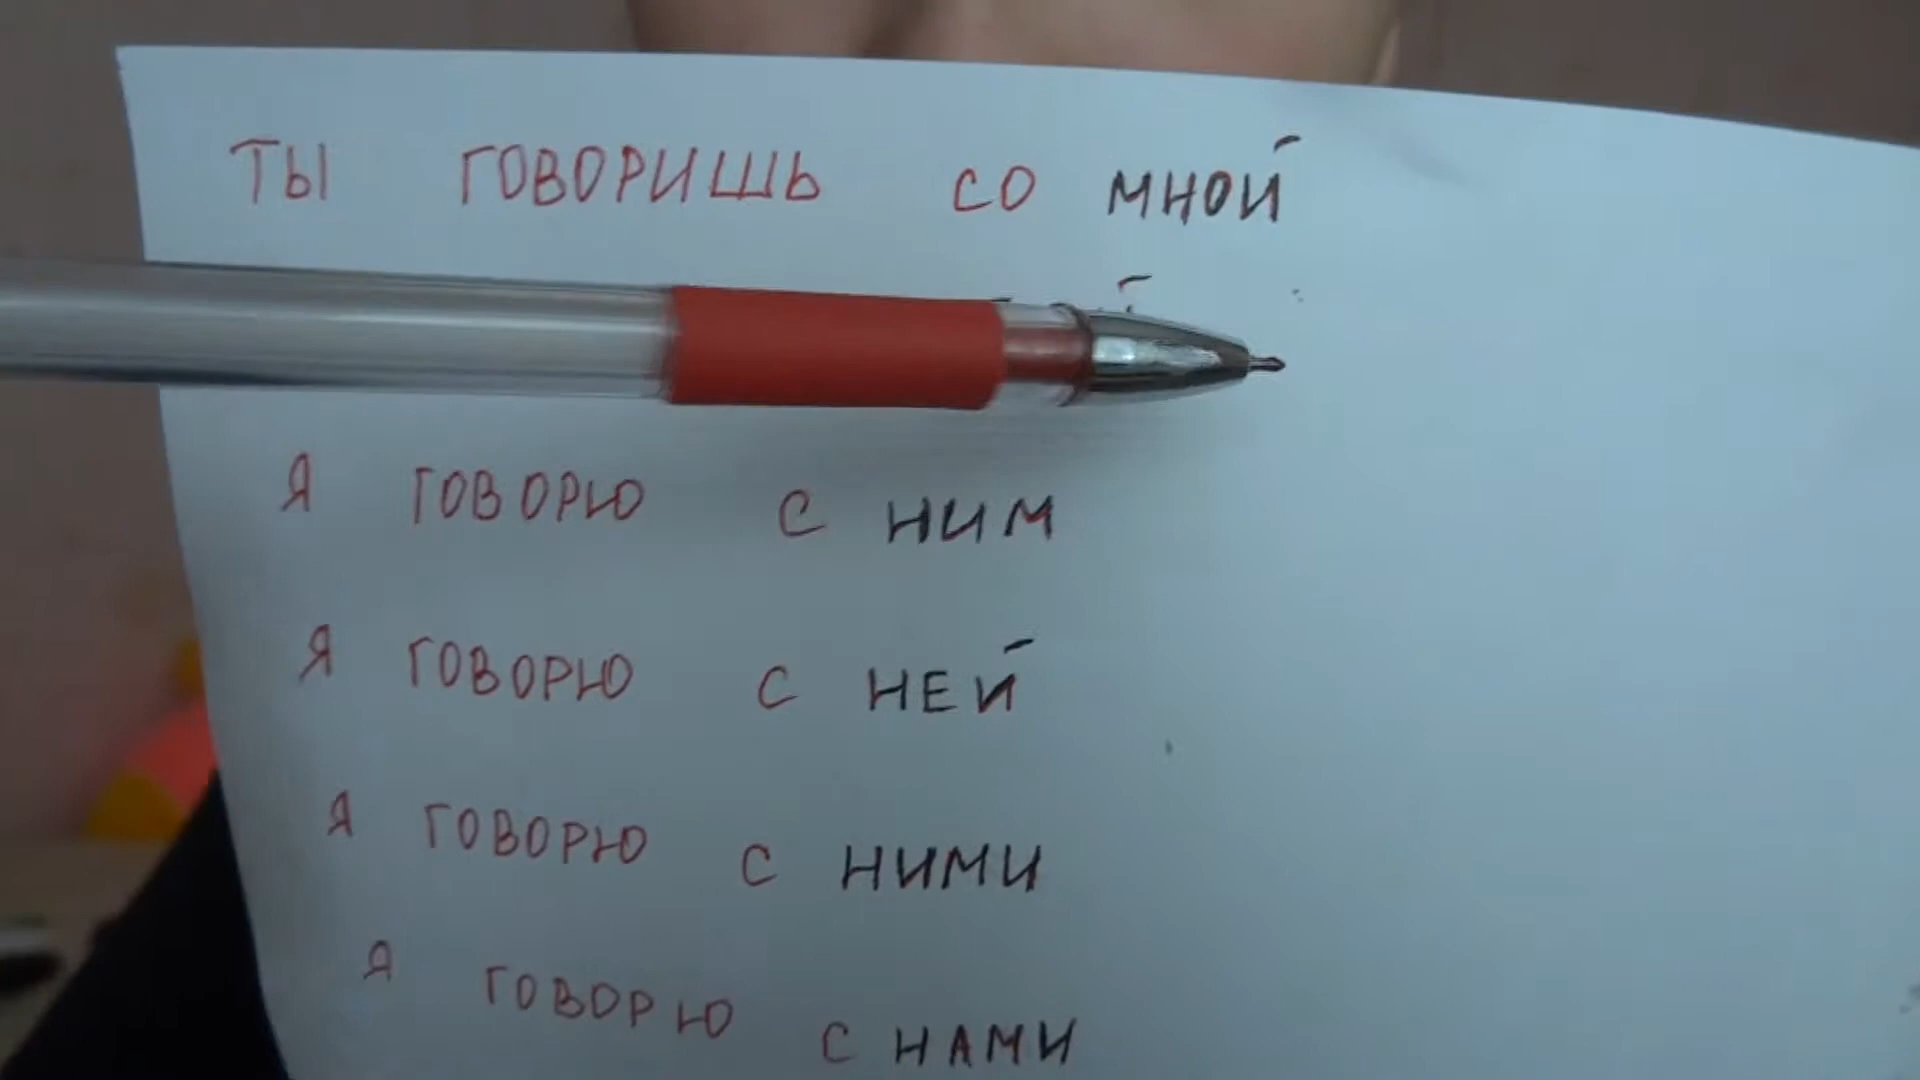 ТЫ ГОВОРИШЬ СО МНОЙ
Я ГОВОРЮ С НИМ
Я ГОВОРЮ С НЕЙ
Я ГОВОРЮ С НИМИ
Я ГОВОРЮ С НАМИ